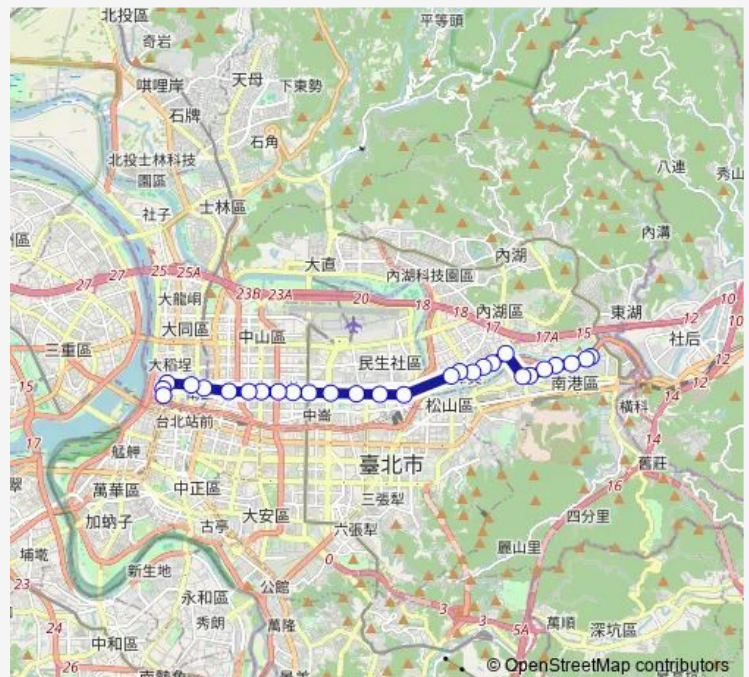 北投區
奇岩
平等頭
唭哩岸
天母
下東勢
石牌
石角
北投士林科技
園區
八連
秀山
社子
士林區
內溝
大直
內湖
內湖科技園區
27
27
25
25A
23B
23A
20
18
18
17
17A
15
12
10
10
大龍峒
內湖區
東湖
社后
大同區
中山區
三重區
民生社區
大稻埕
南港區
12
14
12
台北站前
中崙
松山區
橫科
17
艋舺
臺北市
14
舊莊
萬華區
中正區
三張犁
16
加蚋子
古亭
大安區
六張犁
四分里
埔墘
新生地
公館
0
麗山里
23
永和區
秀朗
萬隆
3
3
5A
萬順
深坑區
24
中和區
26
© OpenStreetMap contributors